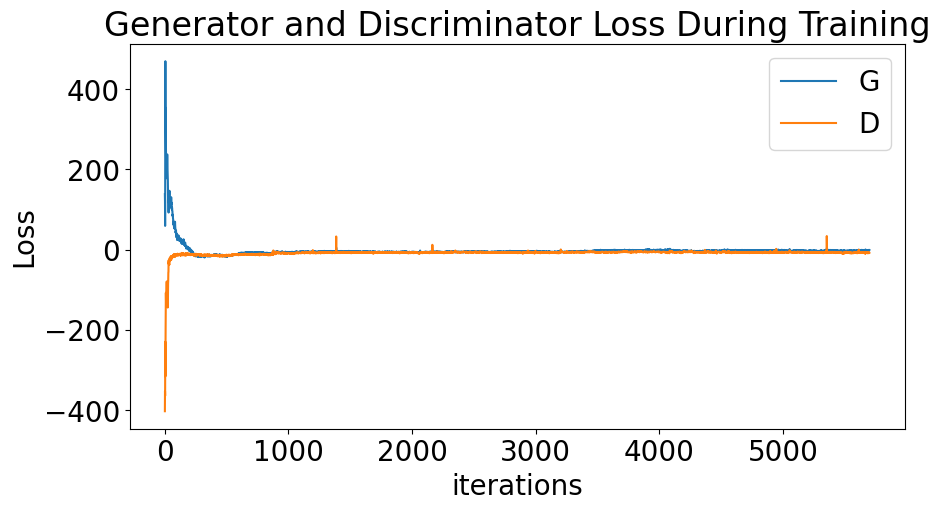 Generator and Discriminator Loss During Training
G
D
400
200
0
−200
−400
Loss
0 1000 2000 3000 4000 5000
iterations